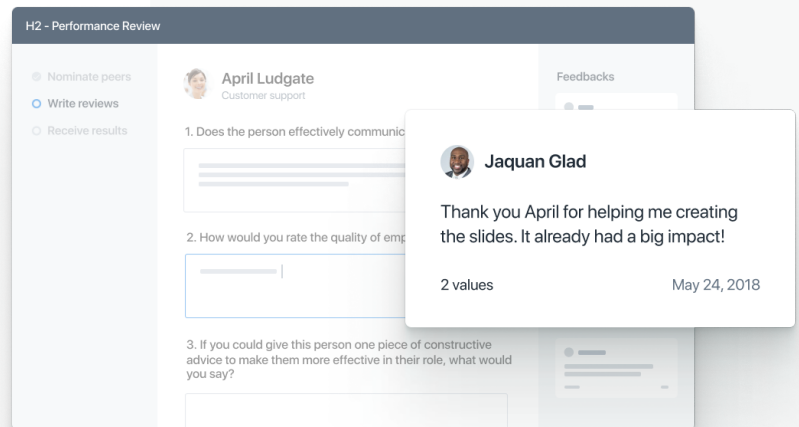 H2 - Performance Review
Nominate peers
Write reviews
Receive results
April Ludgate
Customer support
1. Does the person effectively
2. How would you rate the quality of
3. If you could give this person one piece of constructive
advice to make them more effective in their role, what would
you say?
Feedbacks
Jaquan Glad
Thank you April for helping me creating
the slides. It already had a big impact!
2 values
May 24, 2018